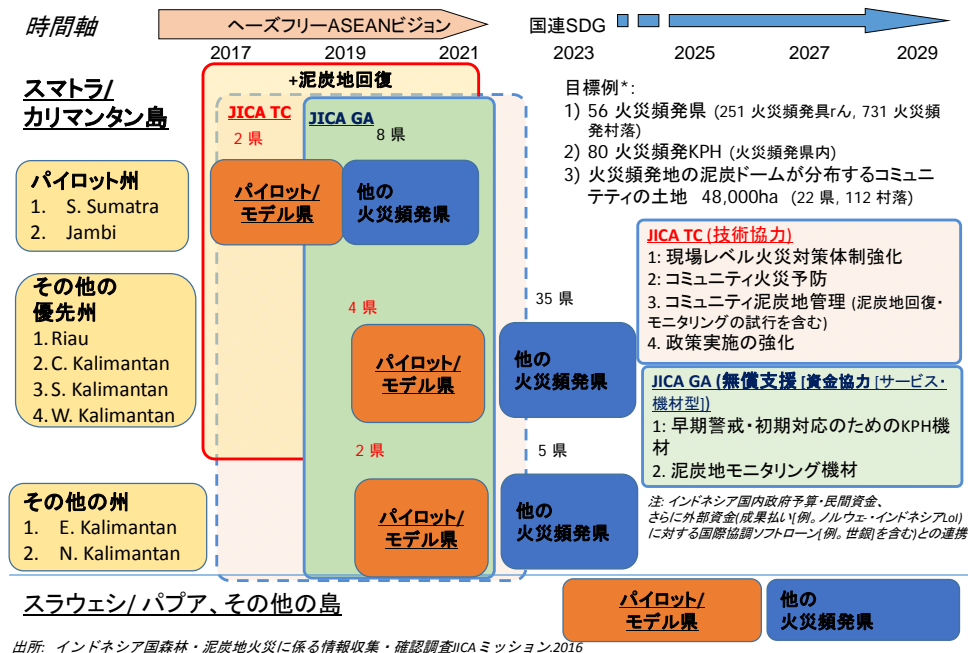 時間軸
ヘーズフリーASEANビジョン
国連SDG
2017
2019
2021
2023
2025
2027
2029
スマトラ/
カリマンタン島
+泥炭地回復
JICA TC
2 県
JICA GA
8 県
目標例*:
1) 56 火災頻発県 (251 火災頻発具rん, 731 火災頻
発村落)
2) 80 火災頻発KPH (火災頻発県内)
3) 火災頻発地の泥炭ドームが分布するコミュニ
テティの土地 48,000ha (22 県, 112 村落)
パイロット州
1. S. Sumatra
2. Jambi
パイロット/
モデル県
他の
火災頻発県
JICA TC (技術協力)
1: 現場レベル火災対策体制強化
2: コミュニティ火災予防
3. コミュニティ泥炭地管理 (泥炭地回復・
モニタリングの試行を含む)
4. 政策実施の強化
その他の
優先州
1. Riau
2. C. Kalimantan
3. S. Kalimantan
4. W. Kalimantan
4 県
35 県
パイロット/
モデル県
他の
火災頻発県
JICA GA (無償支援 [資金協力 [サービス・
機材型])
1: 早期警戒・初期対応のためのKPH機
材
2. 泥炭地モニタリング機材
2 県
5 県
その他の州
1. E. Kalimantan
2. N. Kalimantan
パイロット/
モデル県
他の
火災頻発県
注: インドネシア国内政府予算・民間資金、
さらに外部資金(成果払い[例。ノルウェ-・インドネシアLoI)
に対する国際協調ソフトローン[例。世銀]を含む)との連携
スラウェシ/ パプア、その他の島
パイロット/
モデル県
他の
火災頻発県
出所: インドネシア国森林・泥炭地火災に係る情報収集・確認調査JICAミッション,2016